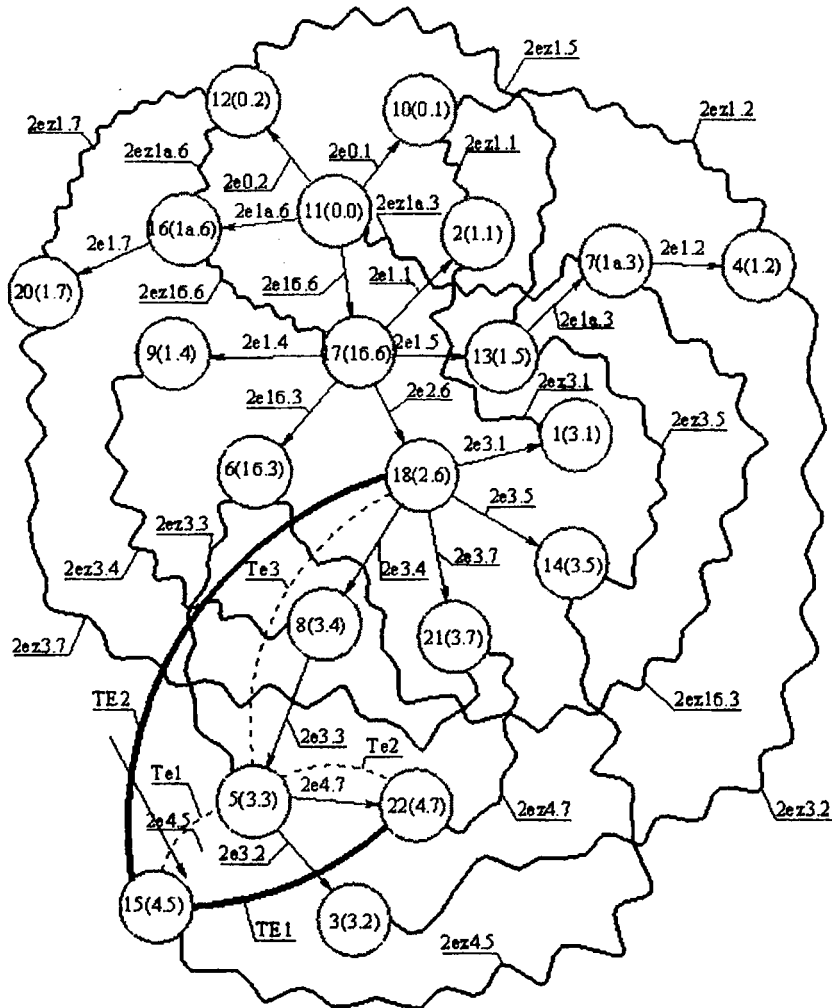 2ez1.5
12(0.2)
10(0.1)
2ez1.2
2ez1.7
2ez1a.6
2e0.1
2ez1.1
2e0.2
2ez1a.3
16(1a.6)
2e1a.6
11(0.0)
2(1.1)
7(1a.3)
2e1.2
4(1.2)
2e1.7
20(1.7)
2ez1б.6
2e1б.6
2e1.1
2e1a.3
9(1.4)
2e1.4
17(1б.6)
2e1.5
13(1.5)
2e1б.3
2e2.6
2ez3.1
2ez3.5
1(3.1)
2e3.1
6(1б.3)
18(2.6)
2e3.5
2ez3.3
2ez3.4
Te3
2e3.4
2e3.7
14(3.5)
8(3.4)
21(3.7)
2ez3.7
TE2
2ez1б.3
2e3.3
Te2
Te1
5(3.3)
2e4.7
22(4.7)
2ez4.7
2ez3.2
2e4.5
2e3.2
15(4.5)
3(3.2)
TE1
2ez4.5